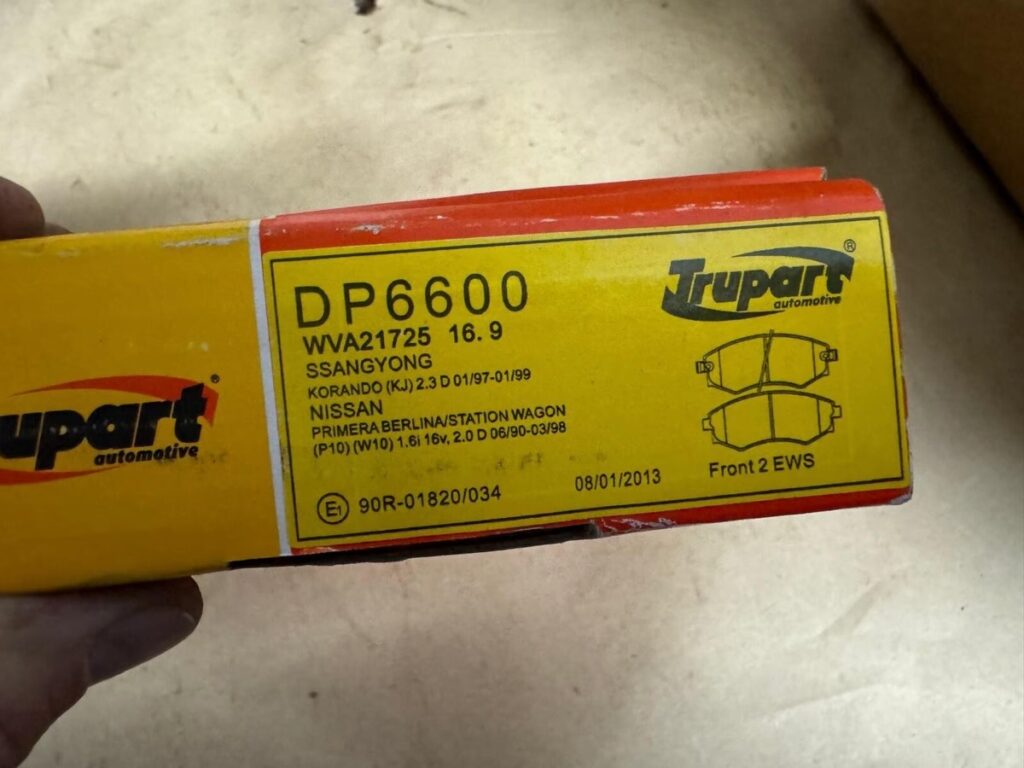 DP6600
WVA21725 16.9
SSANGYONG
KORANDO (KJ) 2.3 D 01/97-01/99
NISSAN
PRIMERA BERLINA/STATION WAGON
(P10) (W10) 1.6i 16v, 2.0 D 06/90-03/98
E1 90R-01820/034
08/01/2013
Trupart ®
automotive
Front 2 EWS
upart ®
automotive